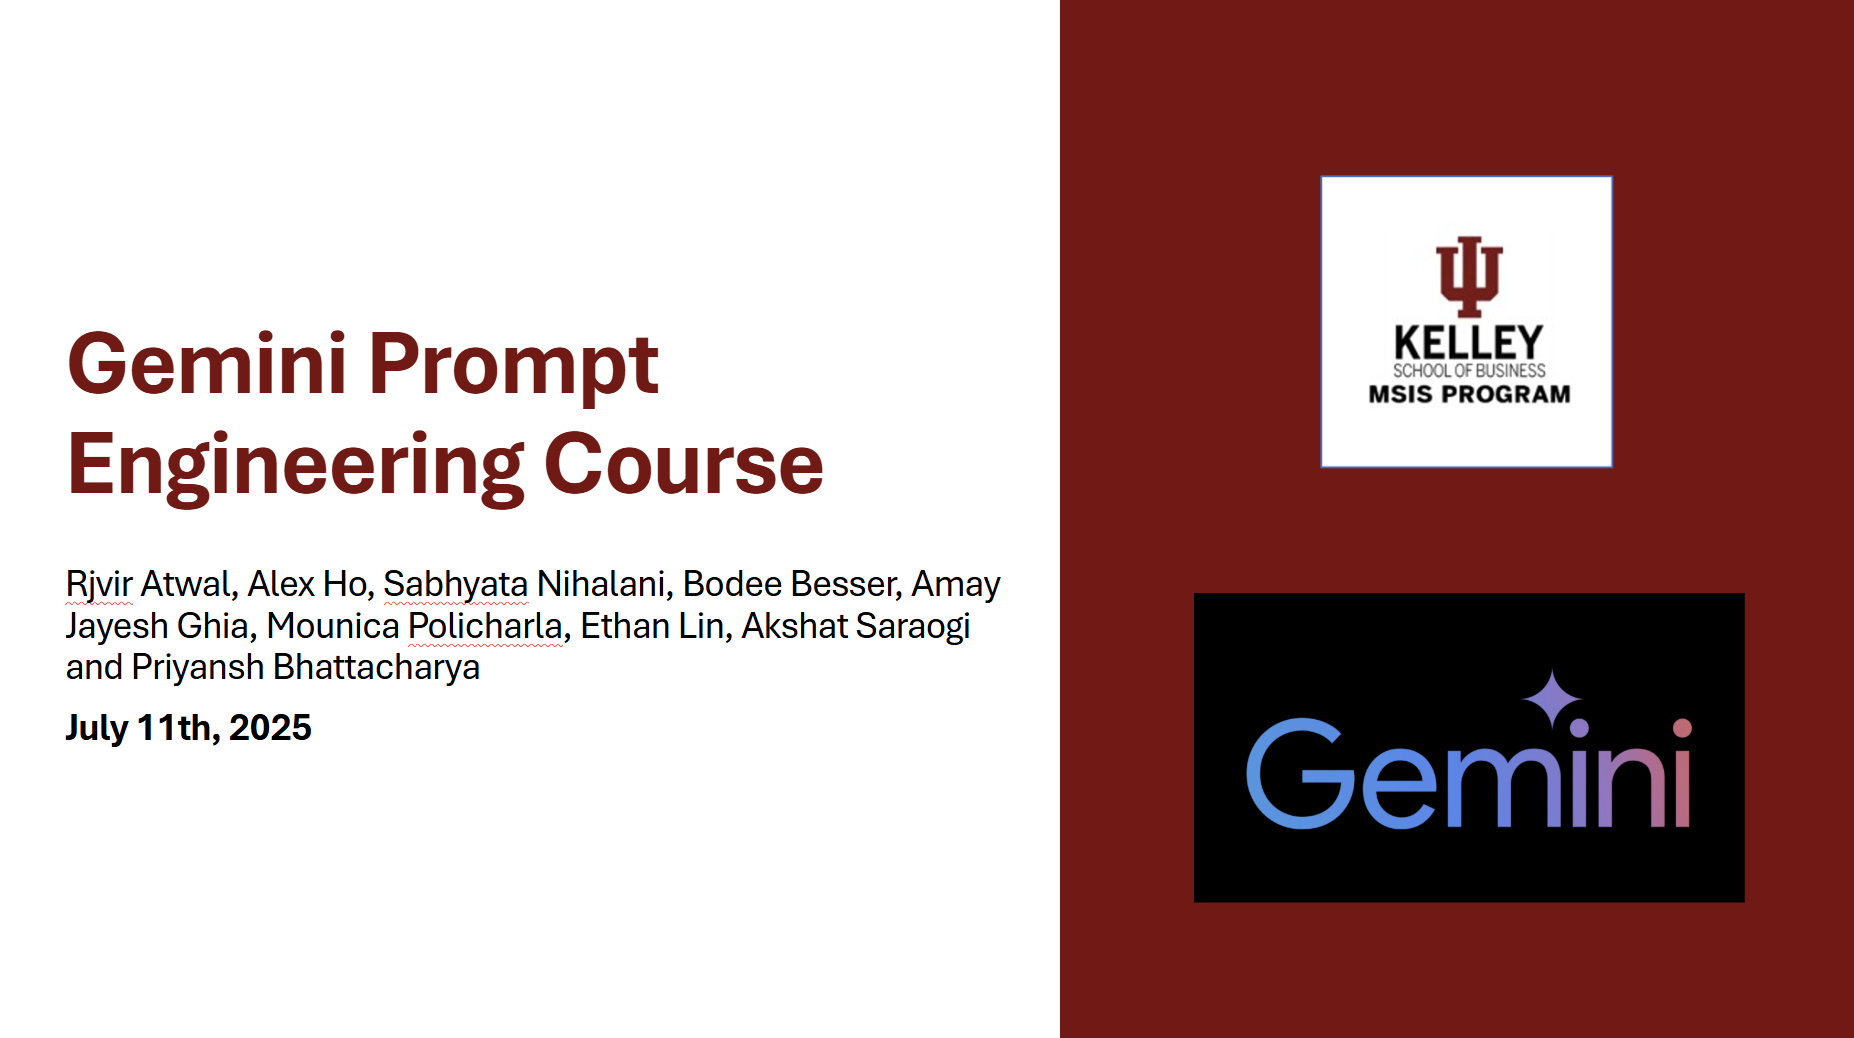 Gemini Prompt
Engineering Course
Rjvir Atwal, Alex Ho, Sabhyata Nihalani, Bodee Besser, Amay
Jayesh Ghia, Mounica Policharla, Ethan Lin, Akshat Saraogi
and Priyansh Bhattacharya
July 11th, 2025
KELLEY
SCHOOL OF BUSINESS
MSIS PROGRAM
Gemini